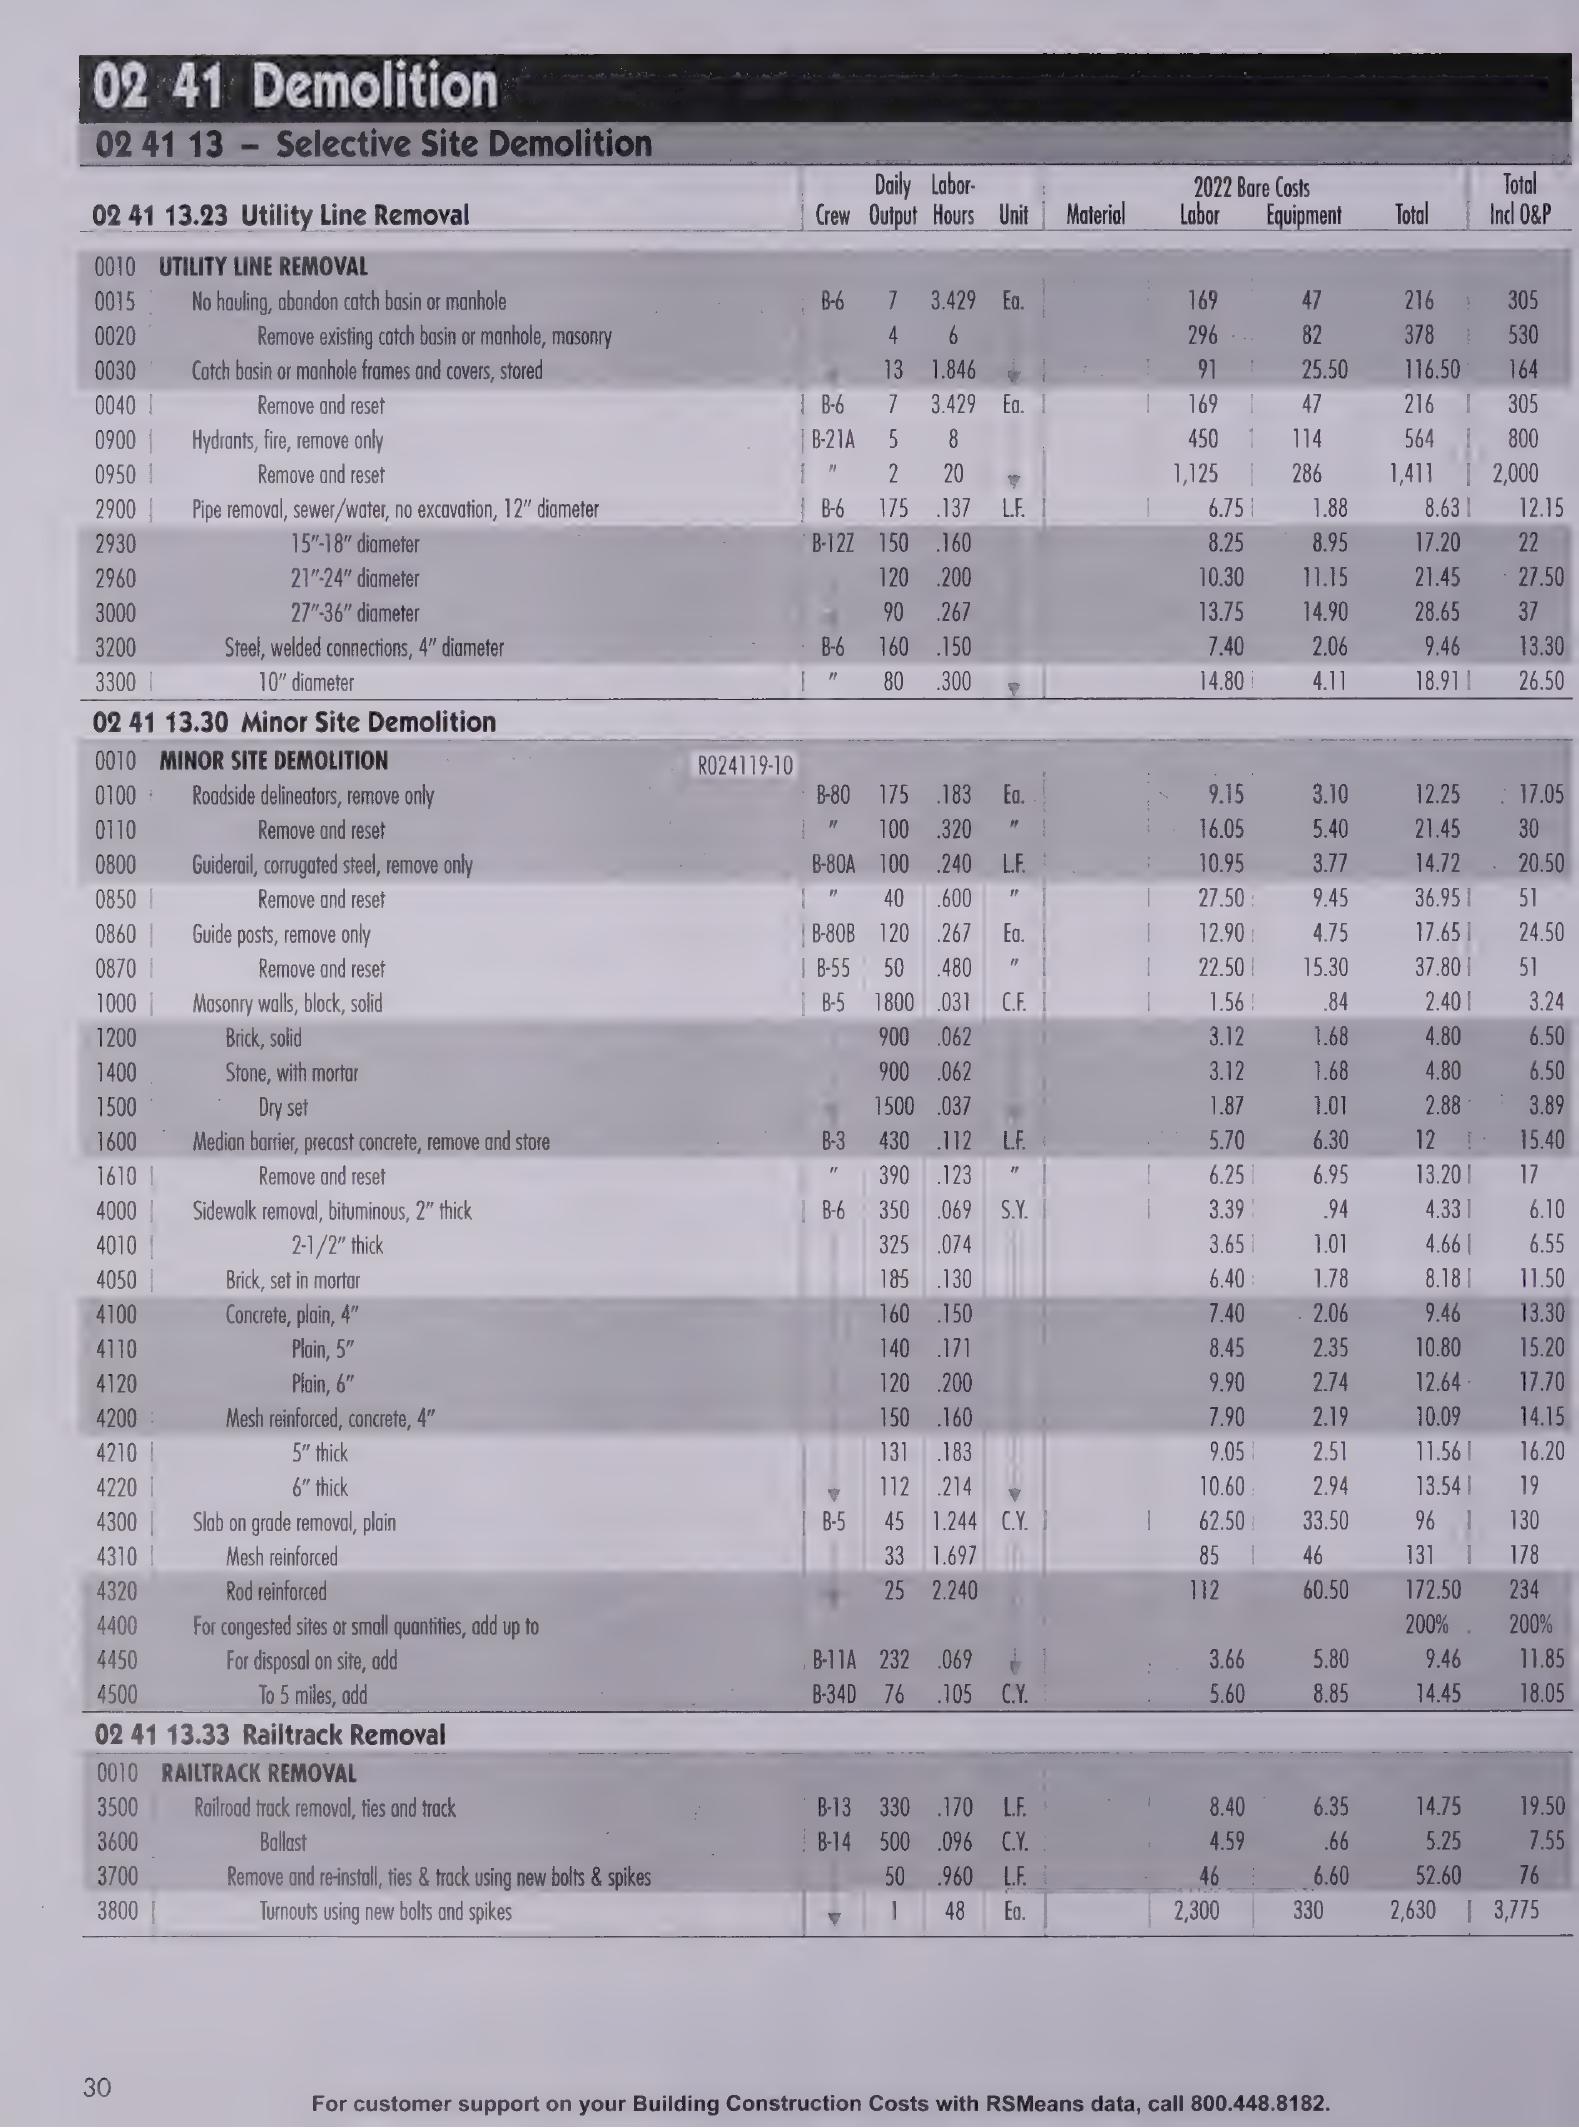 02 41 Demolition
02 41 13 – Selective Site Demolition
Daily Labor- 2022 Bare Costs Total
02 41 13.23 Utility Line Removal Crew Output Hours Unit Material Labor Equipment Total Incl O&P
0010 UTILITY LINE REMOVAL
0015 No hauling, abandon catch basin or manhole B-6 7 3.429 Ea. 169 47 216 305
0020 Remove existing catch basin or manhole, masonry 4 6 296 82 378 530
0030 Catch basin or manhole frames and covers, stored 13 1.846 91 25.50 116.50 164
0040 Remove and reset B-6 7 3.429 Ea. 169 47 216 305
0900 Hydrants, fire, remove only B-21A 5 8 450 114 564 800
0950 Remove and reset " 2 20 1,125 286 1,411 2,000
2900 Pipe removal, sewer/water, no excavation, 12" diameter B-6 175 .137 L.F. 6.75 1.88 8.63 12.15
2930 15"-18" diameter B-12Z 150 .160 8.25 8.95 17.20 22
2960 21"-24" diameter 120 .200 10.30 11.15 21.45 27.50
3000 27"-36" diameter 90 .267 13.75 14.90 28.65 37
3200 Steel, welded connections, 4" diameter B-6 160 .150 7.40 2.06 9.46 13.30
3300 10" diameter " 80 .300 14.80 4.11 18.91 26.50
02 41 13.30 Minor Site Demolition
0010 MINOR SITE DEMOLITION R024119-10
0100 Roadside delineators, remove only B-80 175 .183 Ea. 9.15 3.10 12.25 17.05
0110 Remove and reset " 100 .320 " 16.05 5.40 21.45 30
0800 Guiderail, corrugated steel, remove only B-80A 100 .240 L.F. 10.95 3.77 14.72 20.50
0850 Remove and reset " 40 .600 " 27.50 9.45 36.95 51
0860 Guide posts, remove only B-80B 120 .267 Ea. 12.90 4.75 17.65 24.50
0870 Remove and reset B-55 50 .480 " 22.50 15.30 37.80 51
1000 Masonry walls, block, solid B-5 1800 .031 C.F. 1.56 .84 2.40 3.24
1200 Brick, solid 900 .062 3.12 1.68 4.80 6.50
1400 Stone, with mortar 900 .062 3.12 1.68 4.80 6.50
1500 Dry set 1500 .037 1.87 1.01 2.88 3.89
1600 Median barrier, precast concrete, remove and store B-3 430 .112 L.F. 5.70 6.30 12 15.40
1610 Remove and reset " 390 .123 " 6.25 6.95 13.20 17
4000 Sidewalk removal, bituminous, 2" thick B-6 350 .069 S.Y. 3.39 .94 4.33 6.10
4010 2-1/2" thick 325 .074 3.65 1.01 4.66 6.55
4050 Brick, set in mortar 185 .130 6.40 1.78 8.18 11.50
4100 Concrete, plain, 4" 160 .150 7.40 2.06 9.46 13.30
4110 Plain, 5" 140 .171 8.45 2.35 10.80 15.20
4120 Plain, 6" 120 .200 9.90 2.74 12.64 17.70
4200 Mesh reinforced, concrete, 4" 150 .160 7.90 2.19 10.09 14.15
4210 5" thick 131 .183 9.05 2.51 11.56 16.20
4220 6" thick 112 .214 10.60 2.94 13.54 19
4300 Slab on grade removal, plain B-5 45 1.244 C.Y. 62.50 33.50 96 130
4310 Mesh reinforced 33 1.697 85 46 131 178
4320 Rod reinforced 25 2.240 112 60.50 172.50 234
4400 For congested sites or small quantities, add up to 200% 200%
4450 For disposal on site, add B-11A 232 .069 3.66 5.80 9.46 11.85
4500 To 5 miles, add B-34D 76 .105 C.Y. 5.60 8.85 14.45 18.05
02 41 13.33 Railtrack Removal
0010 RAILTRACK REMOVAL
3500 Railroad track removal, ties and track B-13 330 .170 L.F. 8.40 6.35 14.75 19.50
3600 Ballast B-14 500 .096 C.Y. 4.59 .66 5.25 7.55
3700 Remove and re-install, ties & track using new bolts & spikes 50 .960 L.F. 46 6.60 52.60 76
3800 Turnouts using new bolts and spikes 1 48 Ea. 2,300 330 2,630 3,775
30
For customer support on your Building Construction Costs with RSMeans data, call 800.448.8182.